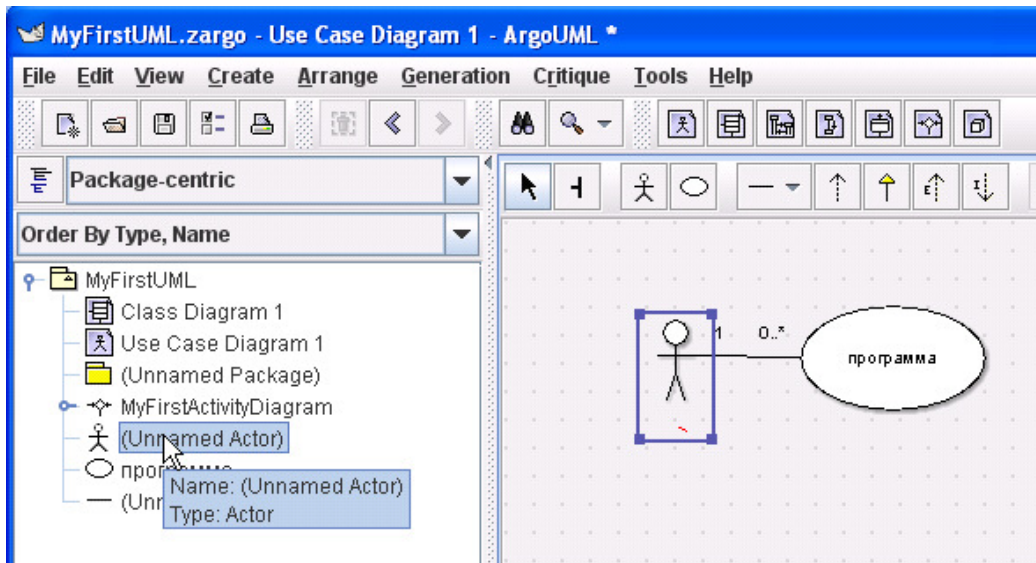 MyFirstUML.zargo - Use Case Diagram 1 - ArgoUML *
File Edit View Create Arrange Generation Critique Tools Help
Package-centric
Order By Type, Name
MyFirstUML
Class Diagram 1
Use Case Diagram 1
(Unnamed Package)
MyFirstActivityDiagram
(Unnamed Actor)
Name: (Unnamed Actor)
Type: Actor
1 0..*
программа